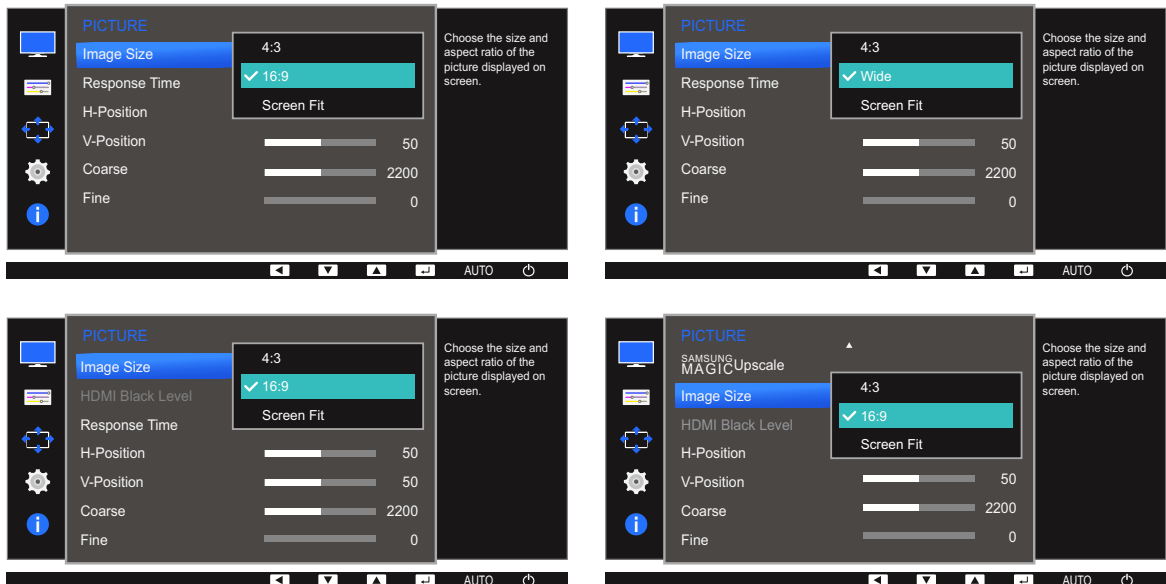 PICTURE
Image Size
Response Time
H-Position
V-Position
Coarse
Fine
4:3
16:9
Screen Fit
50
2200
0
Choose the size and
aspect ratio of the
picture displayed on
screen.
AUTO
PICTURE
Image Size
Response Time
H-Position
V-Position
Coarse
Fine
4:3
Wide
Screen Fit
50
2200
0
Choose the size and
aspect ratio of the
picture displayed on
screen.
AUTO
PICTURE
Image Size
HDMI Black Level
Response Time
H-Position
V-Position
Coarse
Fine
4:3
16:9
Screen Fit
50
50
2200
0
Choose the size and
aspect ratio of the
picture displayed on
screen.
AUTO
PICTURE
SAMSUNG
MAGIC Upscale
Image Size
HDMI Black Level
H-Position
V-Position
Coarse
Fine
4:3
16:9
Screen Fit
50
2200
0
Choose the size and
aspect ratio of the
picture displayed on
screen.
AUTO